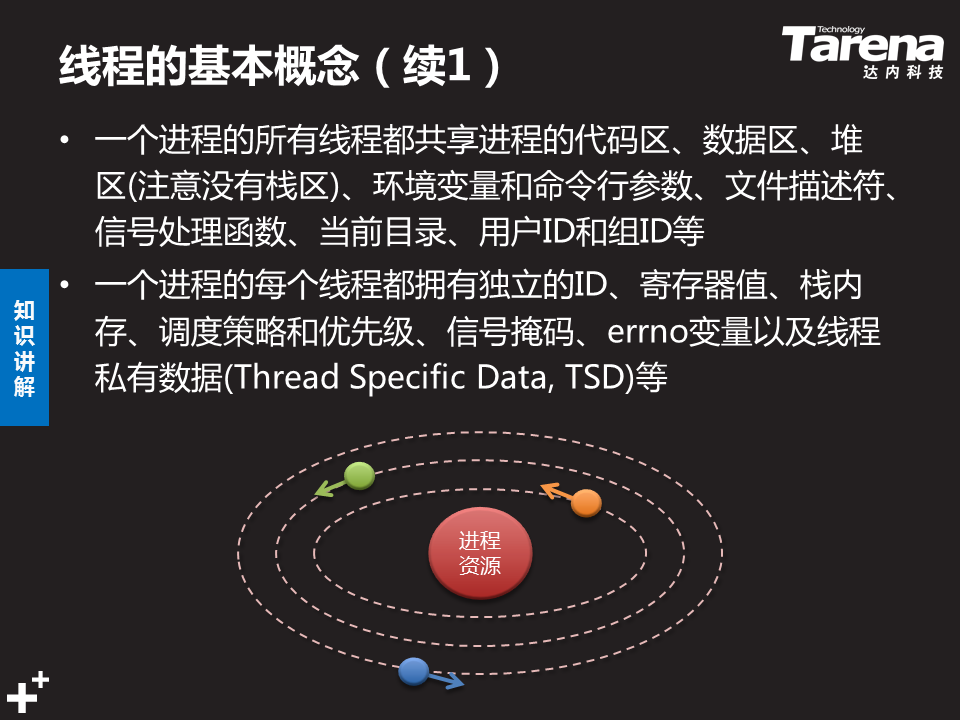 线程的基本概念（续1）
Technology
Tarena
达内科技
• 一个进程的所有线程都共享进程的代码区、数据区、堆
区(注意没有栈区)、环境变量和命令行参数、文件描述符、
信号处理函数、当前目录、用户ID和组ID等
• 一个进程的每个线程都拥有独立的ID、寄存器值、栈内
存、调度策略和优先级、信号掩码、errno变量以及线程
私有数据(Thread Specific Data, TSD)等
知
识
讲
解
进程
资源